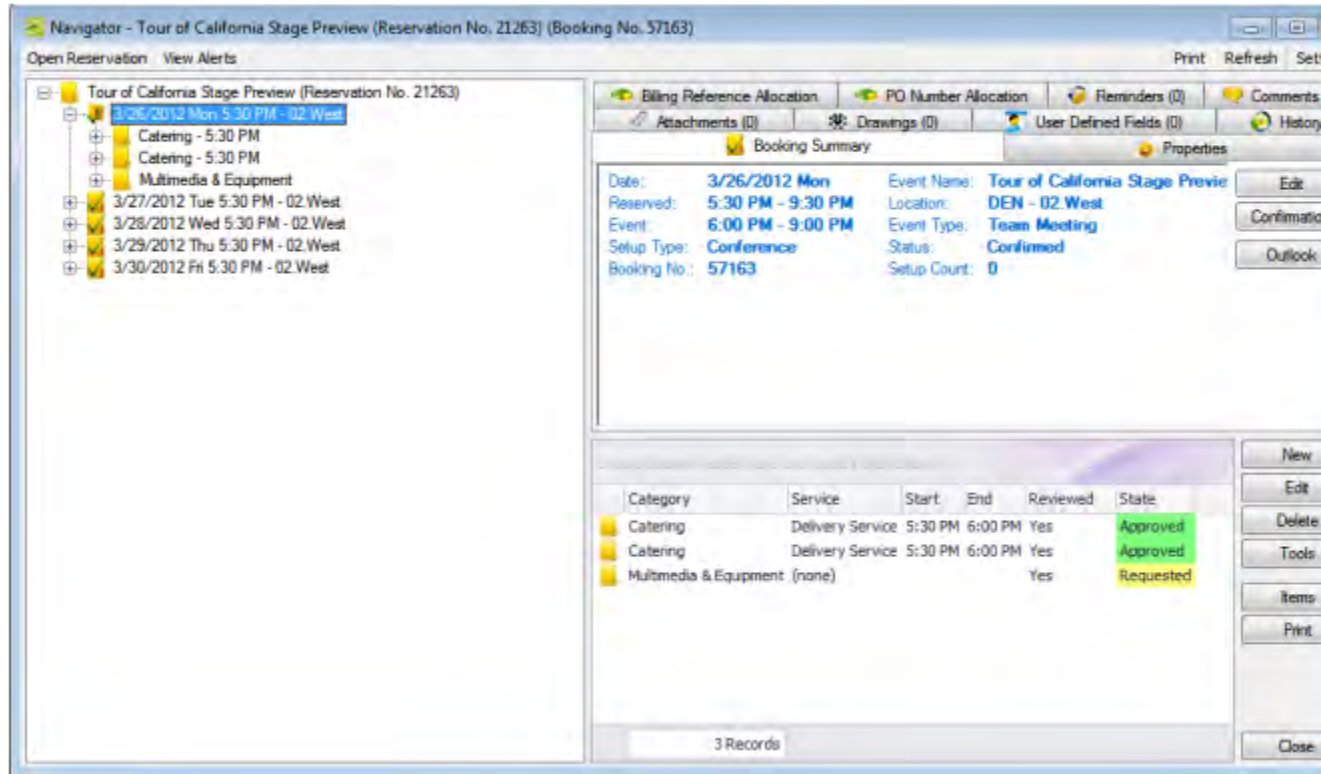 Navigator - Tour of California Stage Preview (Reservation No. 21263) (Booking No. 57163)
Open Reservation View Alerts Print Refresh Sett
Tour of California Stage Preview (Reservation No. 21263)
3/26/2012 Mon 5:30 PM - 02.West
Catering - 5:30 PM
Catering - 5:30 PM
Multimedia & Equipment
3/27/2012 Tue 5:30 PM - 02.West
3/28/2012 Wed 5:30 PM - 02.West
3/29/2012 Thu 5:30 PM - 02.West
3/30/2012 Fri 5:30 PM - 02.West
Billing Reference Allocation PO Number Allocation Reminders (0) Comments
Attachments (0) Drawings (0) User Defined Fields (0) History
Booking Summary Properties
Date: 3/26/2012 Mon Event Name: Tour of California Stage Previe
Reserved: 5:30 PM - 9:30 PM Location: DEN - 02.West
Event: 6:00 PM - 9:00 PM Event Type: Team Meeting
Setup Type: Conference Status: Confirmed
Booking No.: 57163 Setup Count: 0
Edit
Confirmatio
Outlook
Category Service Start End Reviewed State
Catering Delivery Service 5:30 PM 6:00 PM Yes Approved
Catering Delivery Service 5:30 PM 6:00 PM Yes Approved
Multimedia & Equipment (none) Yes Requested
3 Records
New
Edit
Delete
Tools
Items
Print
Close